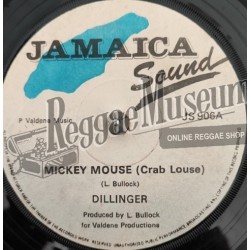 JAMAICA
Sound
℗ Valdene Music
JS 906A
Reggae Museum
ONLINE REGGAE SHOP
MICKEY MOUSE (Crab Louse)
(L. Bullock)
DILLINGER
Produced by L. Bullock
for Valdene Productions